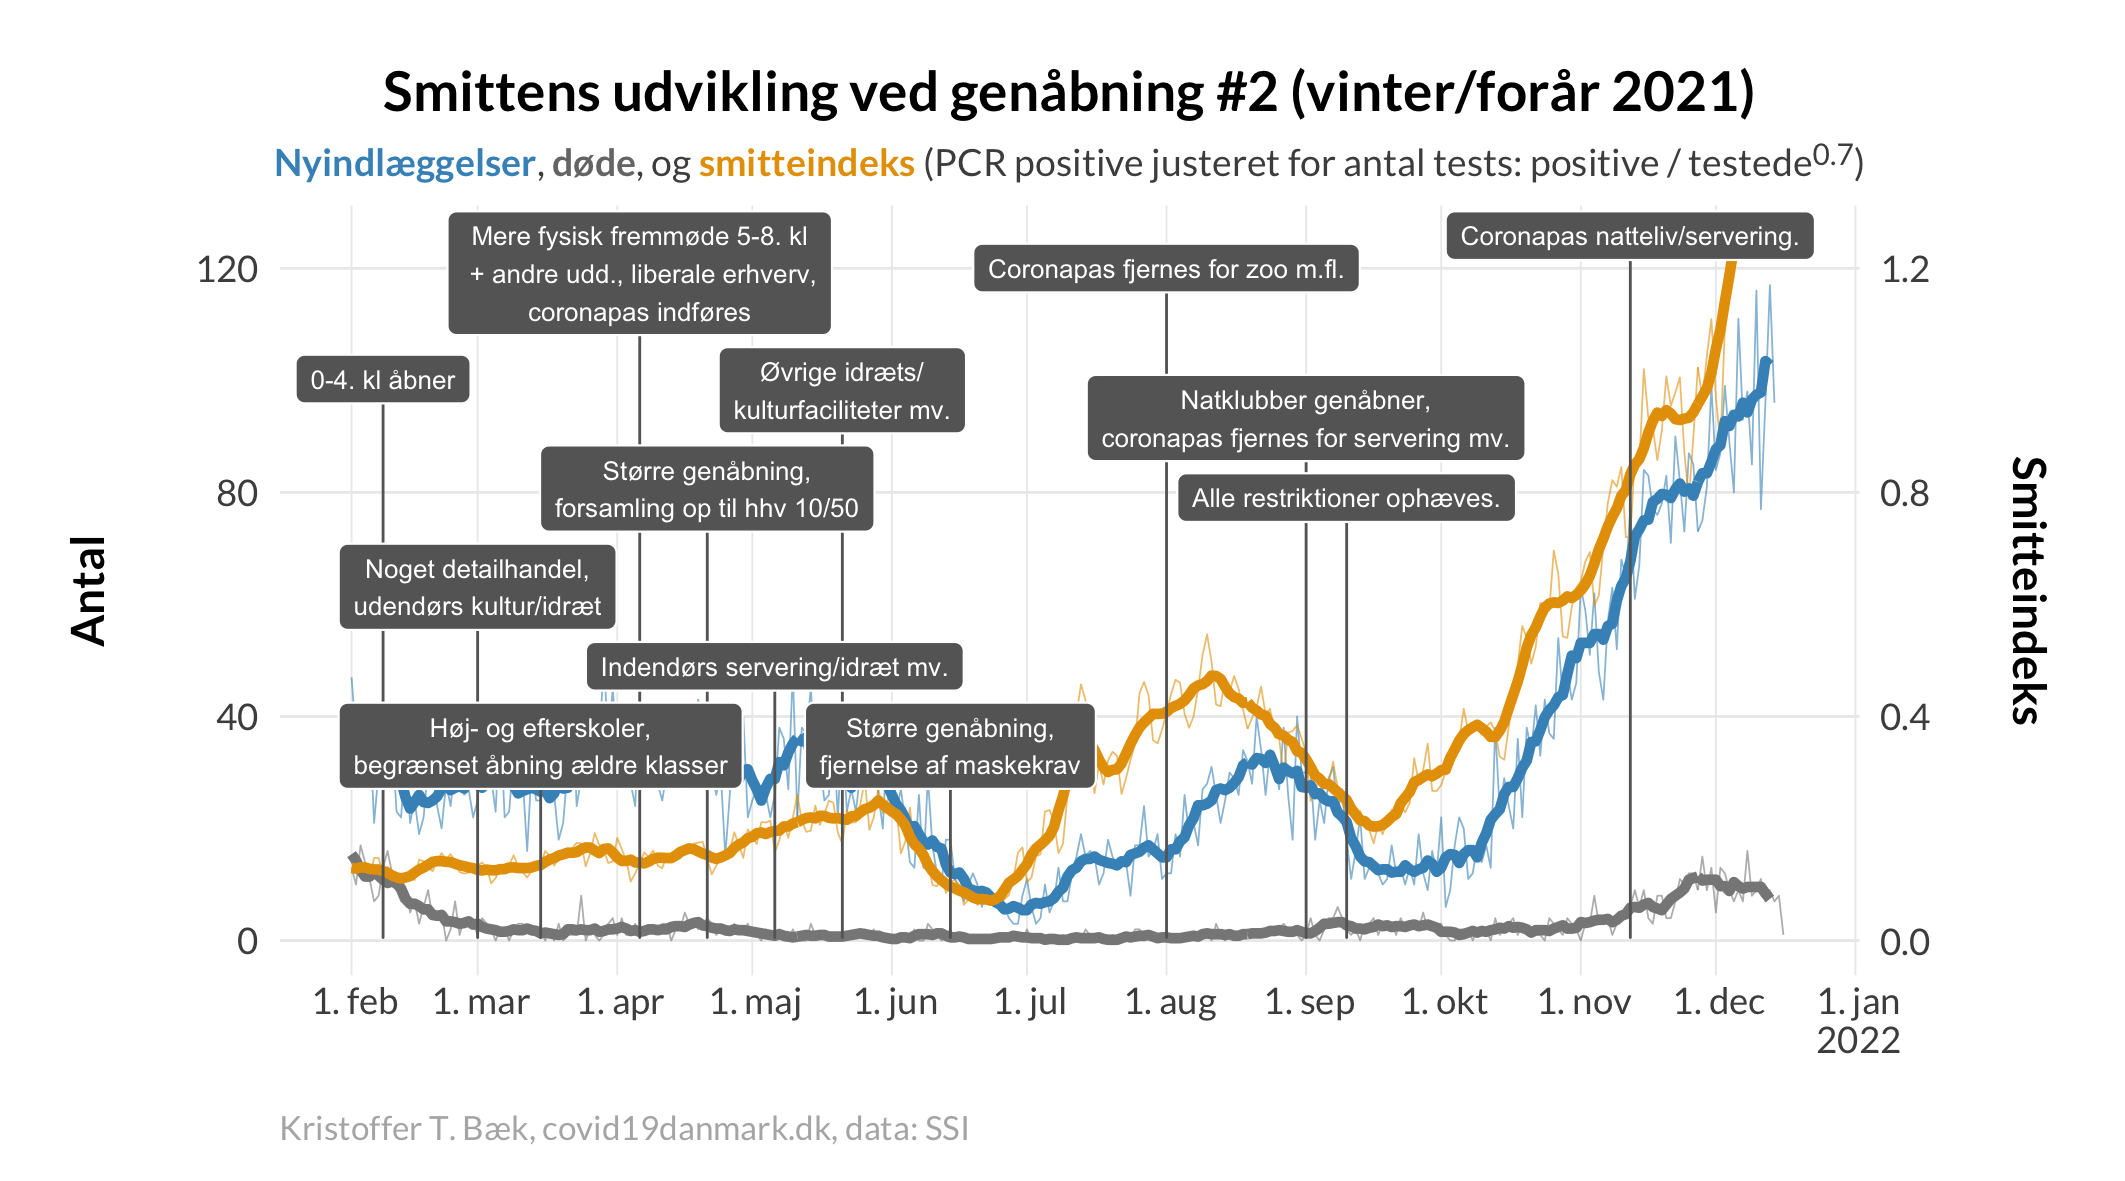 Smittens udvikling ved genåbning #2 (vinter/forår 2021)
Nyindlæggelser, døde, og smitteindeks (PCR positive justeret for antal tests: positive / testede^0.7)
Mere fysisk fremmøde 5-8. kl
+ andre udd., liberale erhverv,
coronapas indføres
Coronapas natteliv/servering.
Coronapas fjernes for zoo m.fl.
0-4. kl åbner
Øvrige idræts/
kulturfaciliteter mv.
Natklubber genåbner,
coronapas fjernes for servering mv.
Større genåbning,
forsamling op til hhv 10/50
Alle restriktioner ophæves.
Noget detailhandel,
udendørs kultur/idræt
Indendørs servering/idræt mv.
Høj- og efterskoler,
begrænset åbning ældre klasser
Større genåbning,
fjernelse af maskekrav
120
80
40
0
Antal
1.2
0.8
0.4
0.0
Smitteindeks
1. feb
1. mar
1. apr
1. maj
1. jun
1. jul
1. aug
1. sep
1. okt
1. nov
1. dec
1. jan
2022
Kristoffer T. Bæk, covid19danmark.dk, data: SSI